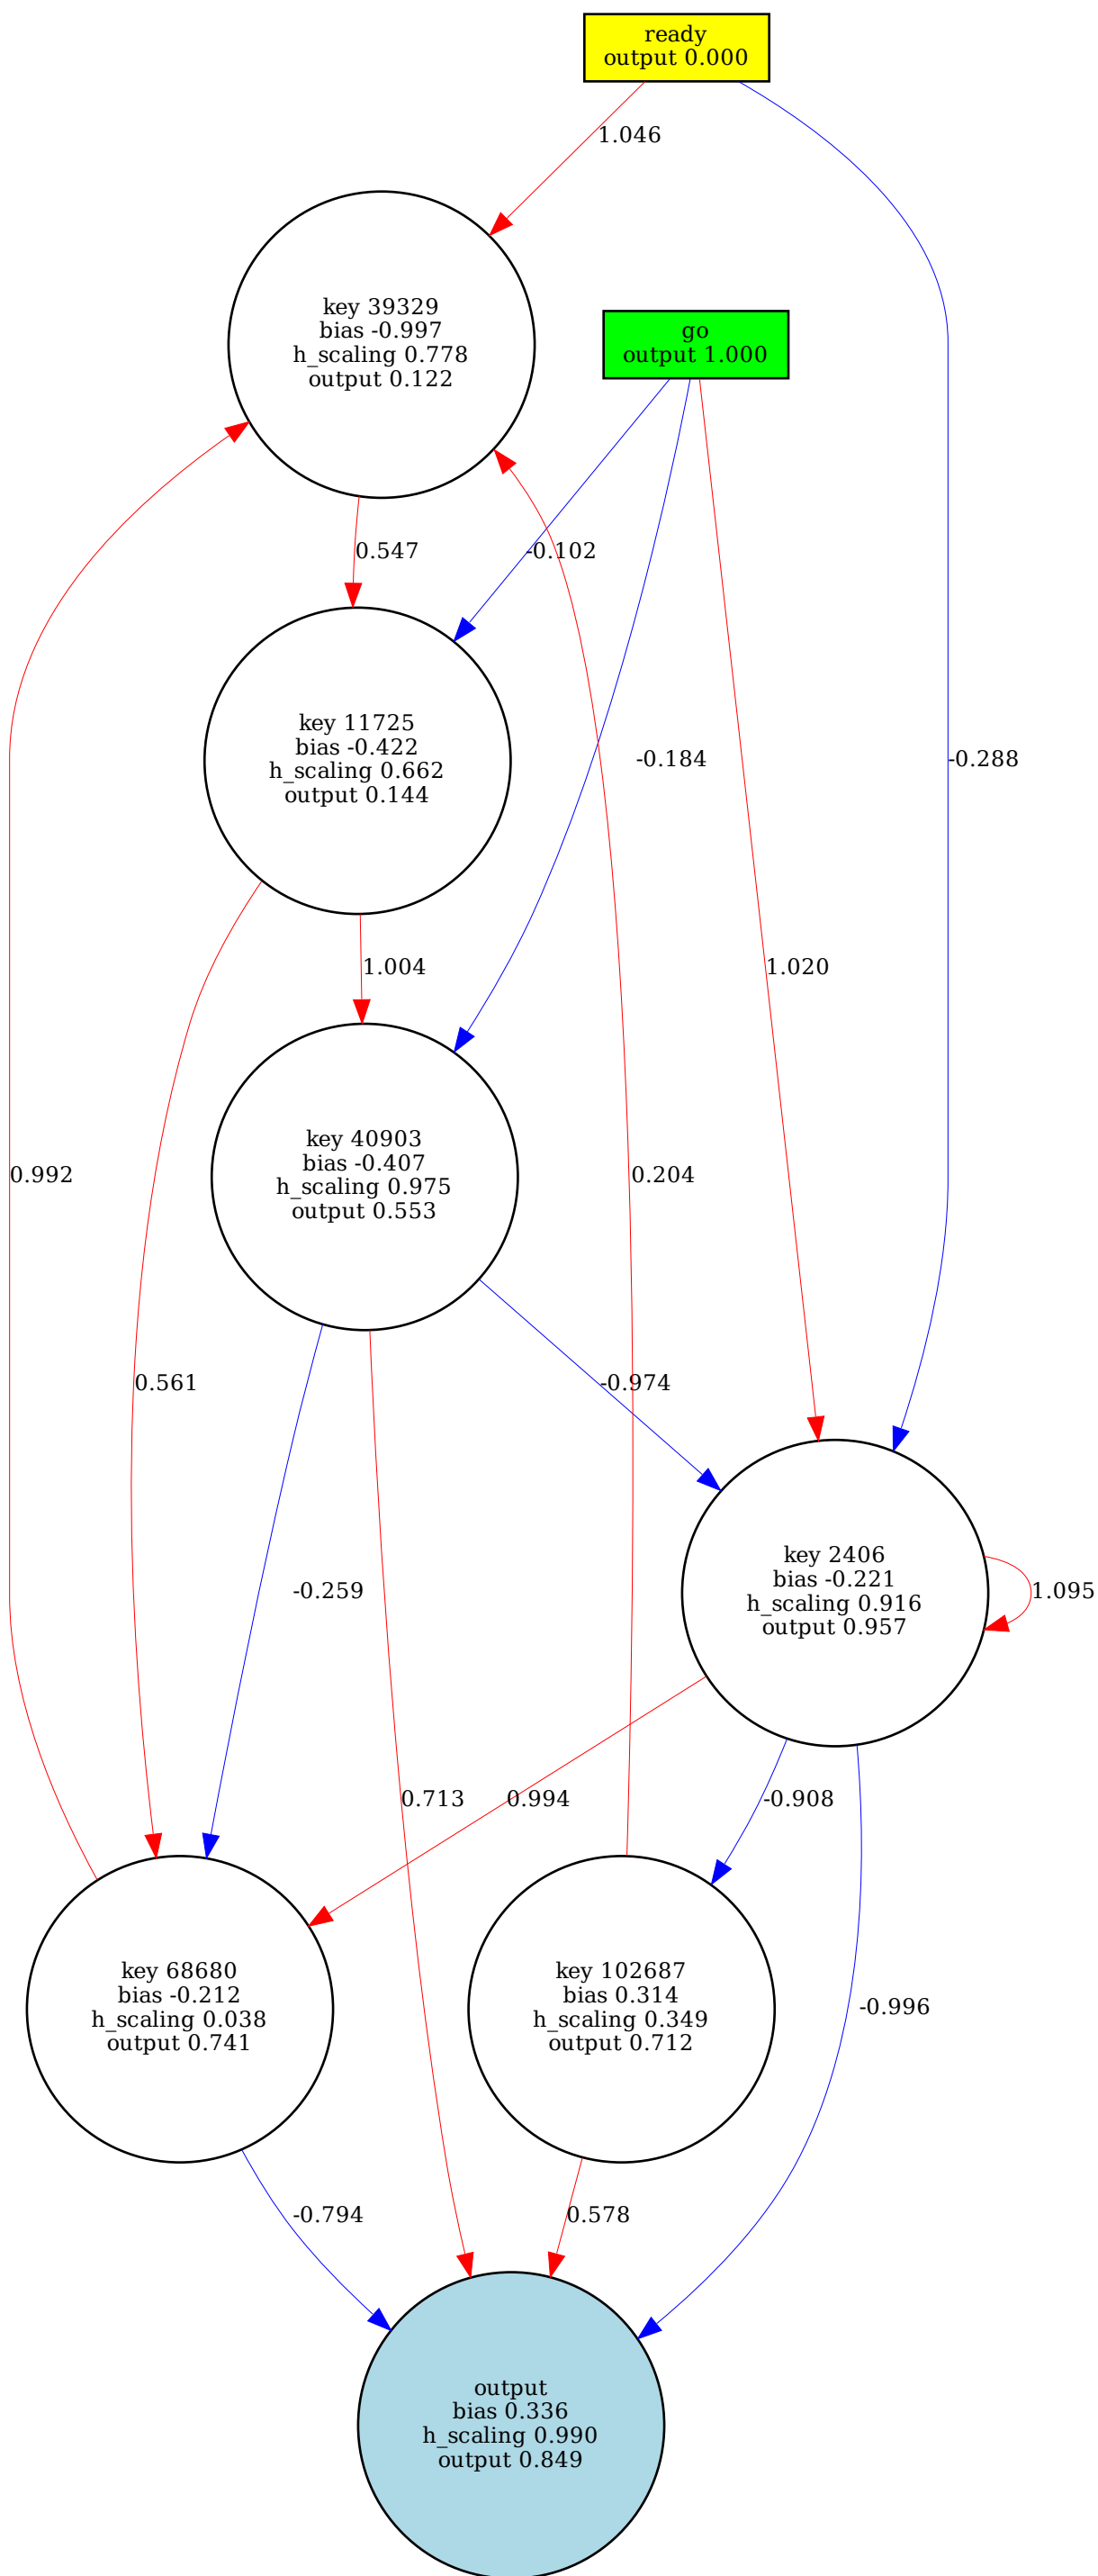 ready
output 0.000
1.046
key 39329
bias -0.997
h_scaling 0.778
output 0.122
go
output 1.000
0.547
-0.102
key 11725
bias -0.422
h_scaling 0.662
output 0.144
-0.184
-0.288
1.004
1.020
key 40903
bias -0.407
h_scaling 0.975
output 0.553
0.992
0.204
0.561
-0.974
key 2406
bias -0.221
h_scaling 0.916
output 0.957
-0.259
1.095
0.713
0.994
-0.908
key 68680
bias -0.212
h_scaling 0.038
output 0.741
key 102687
bias 0.314
h_scaling 0.349
output 0.712
-0.996
-0.794
0.578
output
bias 0.336
h_scaling 0.990
output 0.849